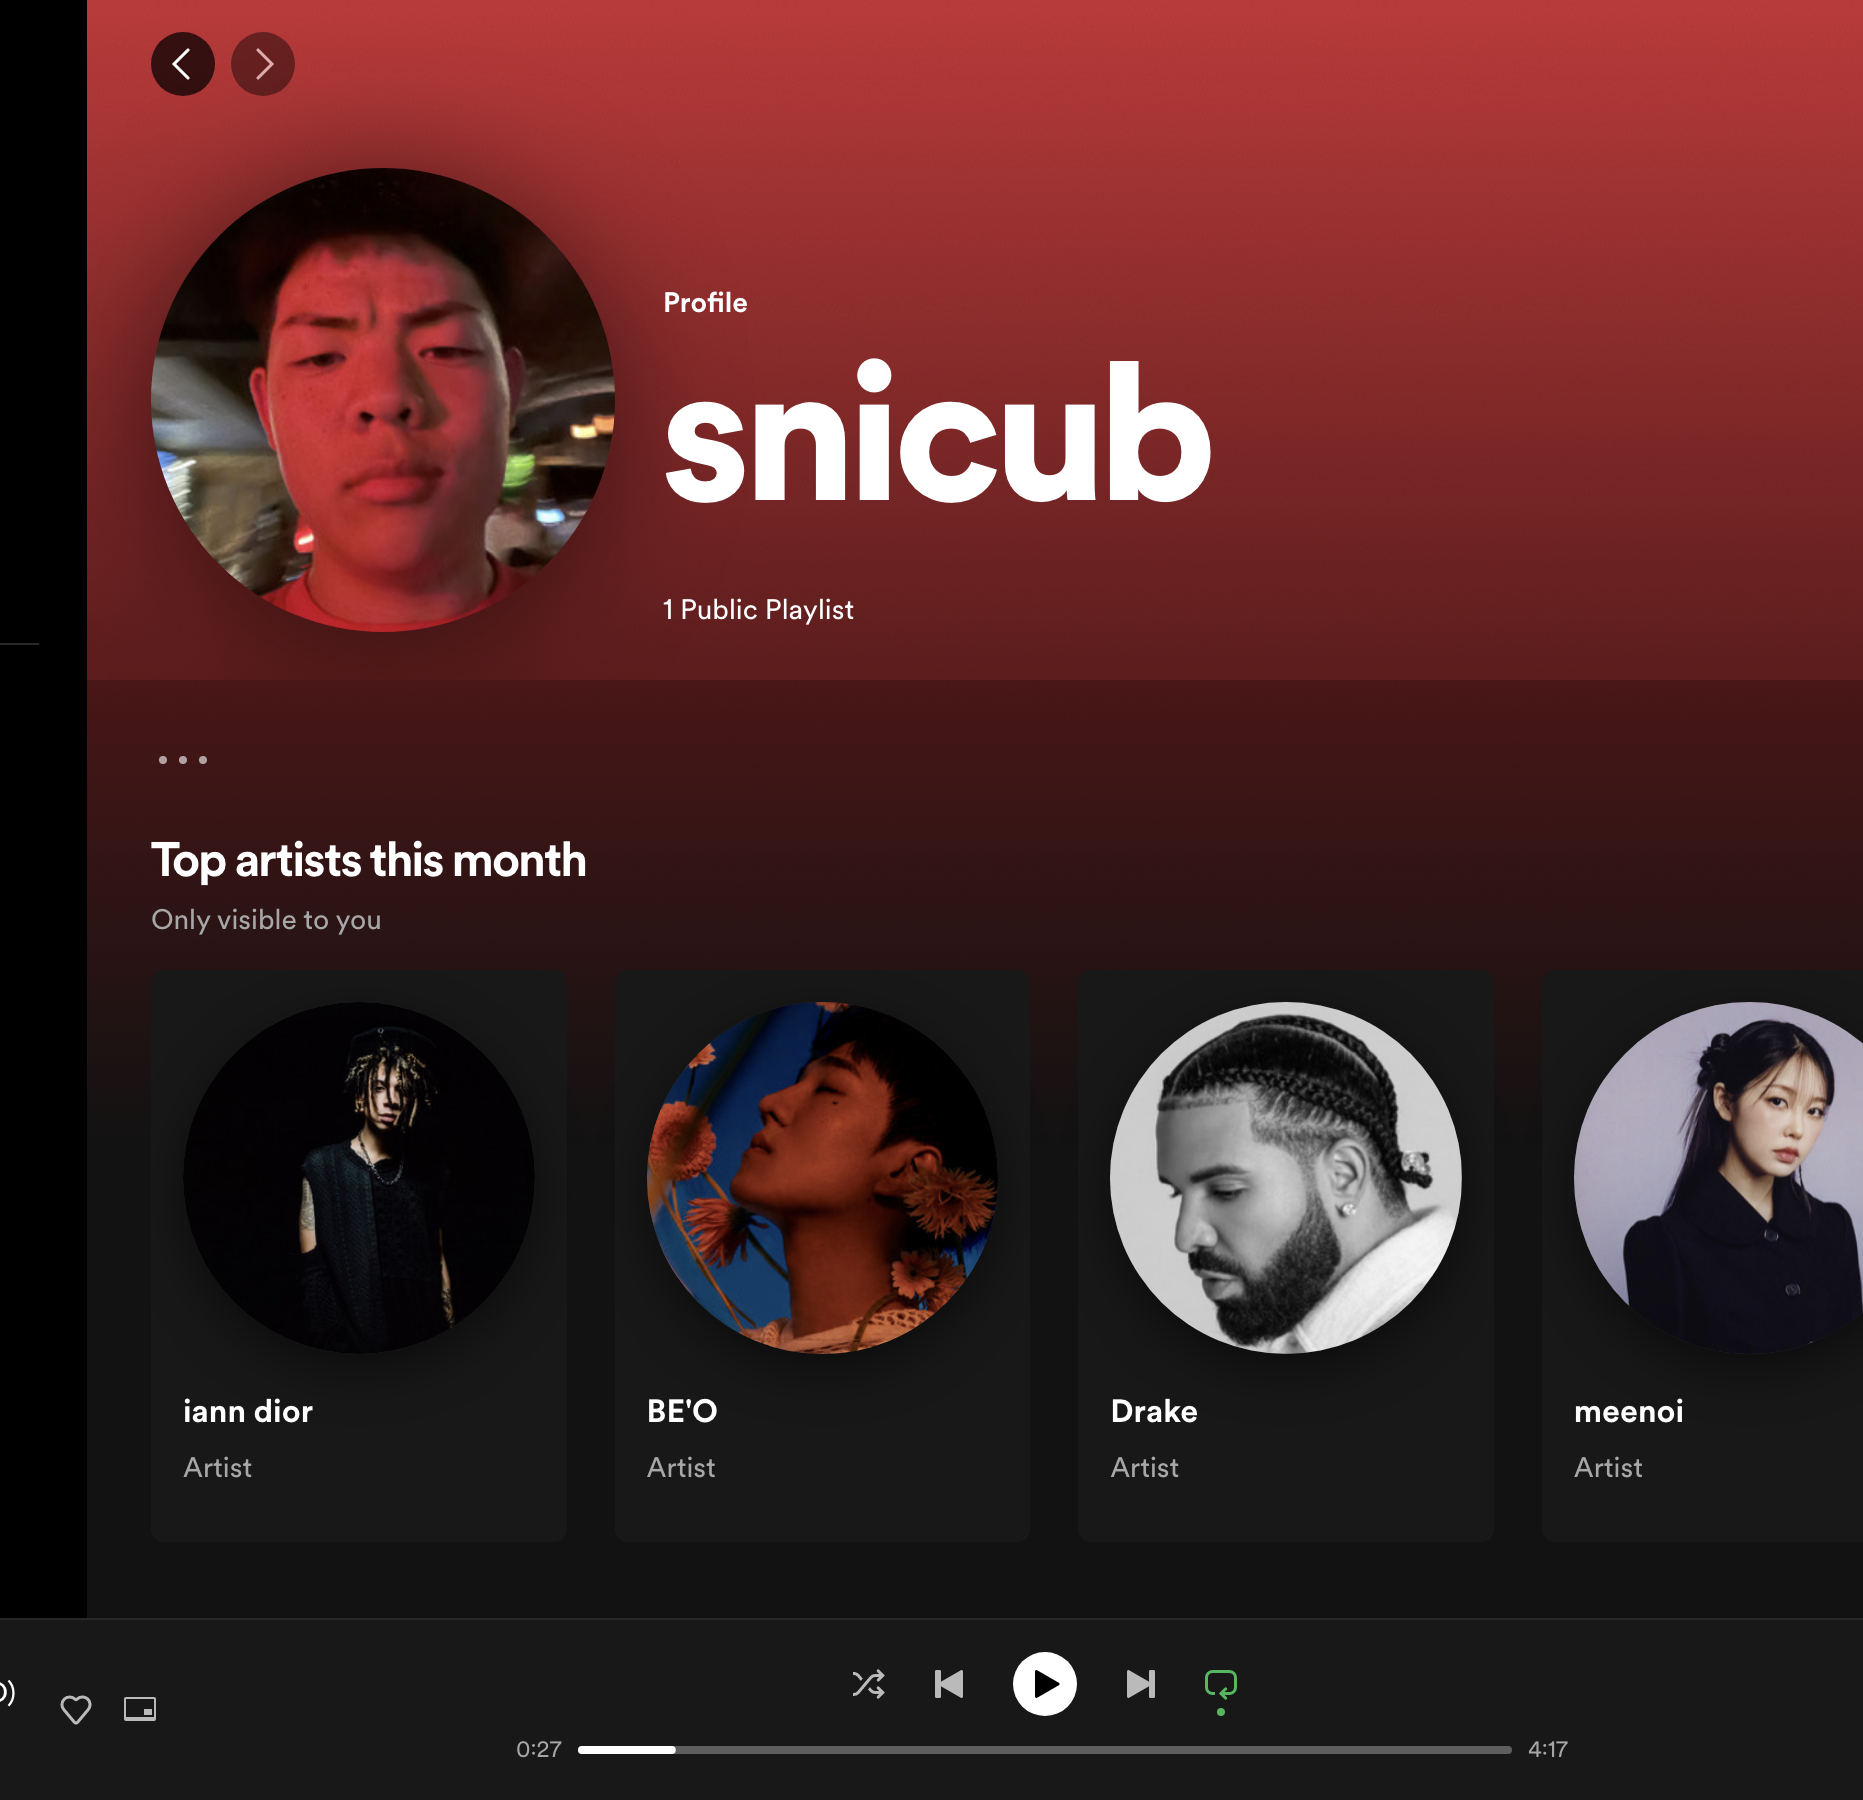 Profile
snicub
1 Public Playlist
Top artists this month
Only visible to you
iann dior
Artist
BE'O
Artist
Drake
Artist
meenoi
Artist
0:27
4:17